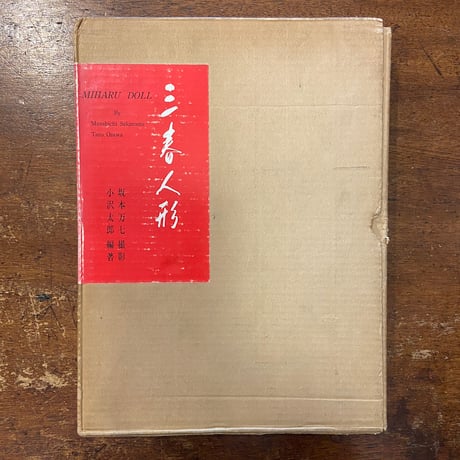 MIHARU DOLL
By
Manshichi Sakamoto
Taro Ozawa
三春人形
坂本万七 撮影
小沢太郎 編著